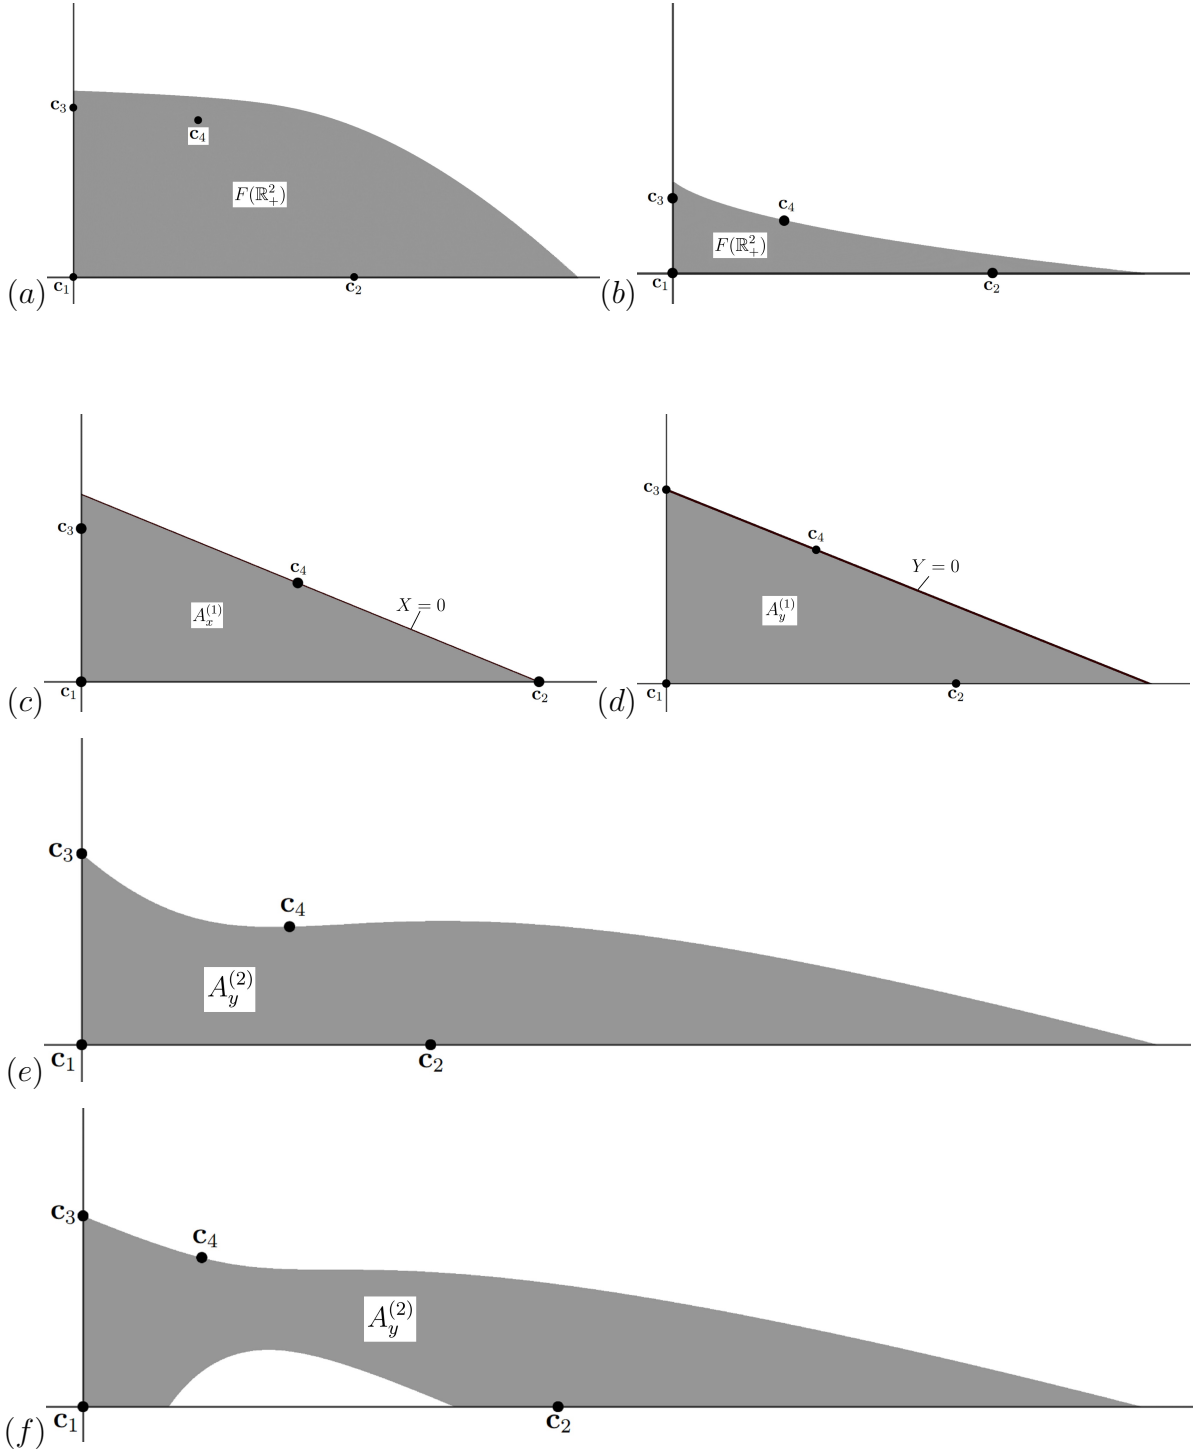 c₃
c₄
F(ℝ²₊)
(a)
c₁
c₂
c₃
c₄
F(ℝ²₊)
(b)
c₁
c₂
c₃
c₄
X = 0
Aₓ⁽¹⁾
(c)
c₁
c₂
c₃
c₄
Y = 0
A_y⁽¹⁾
(d)
c₁
c₂
c₃
c₄
A_y⁽²⁾
(e)
c₁
c₂
c₃
c₄
A_y⁽²⁾
(f)
c₁
c₂